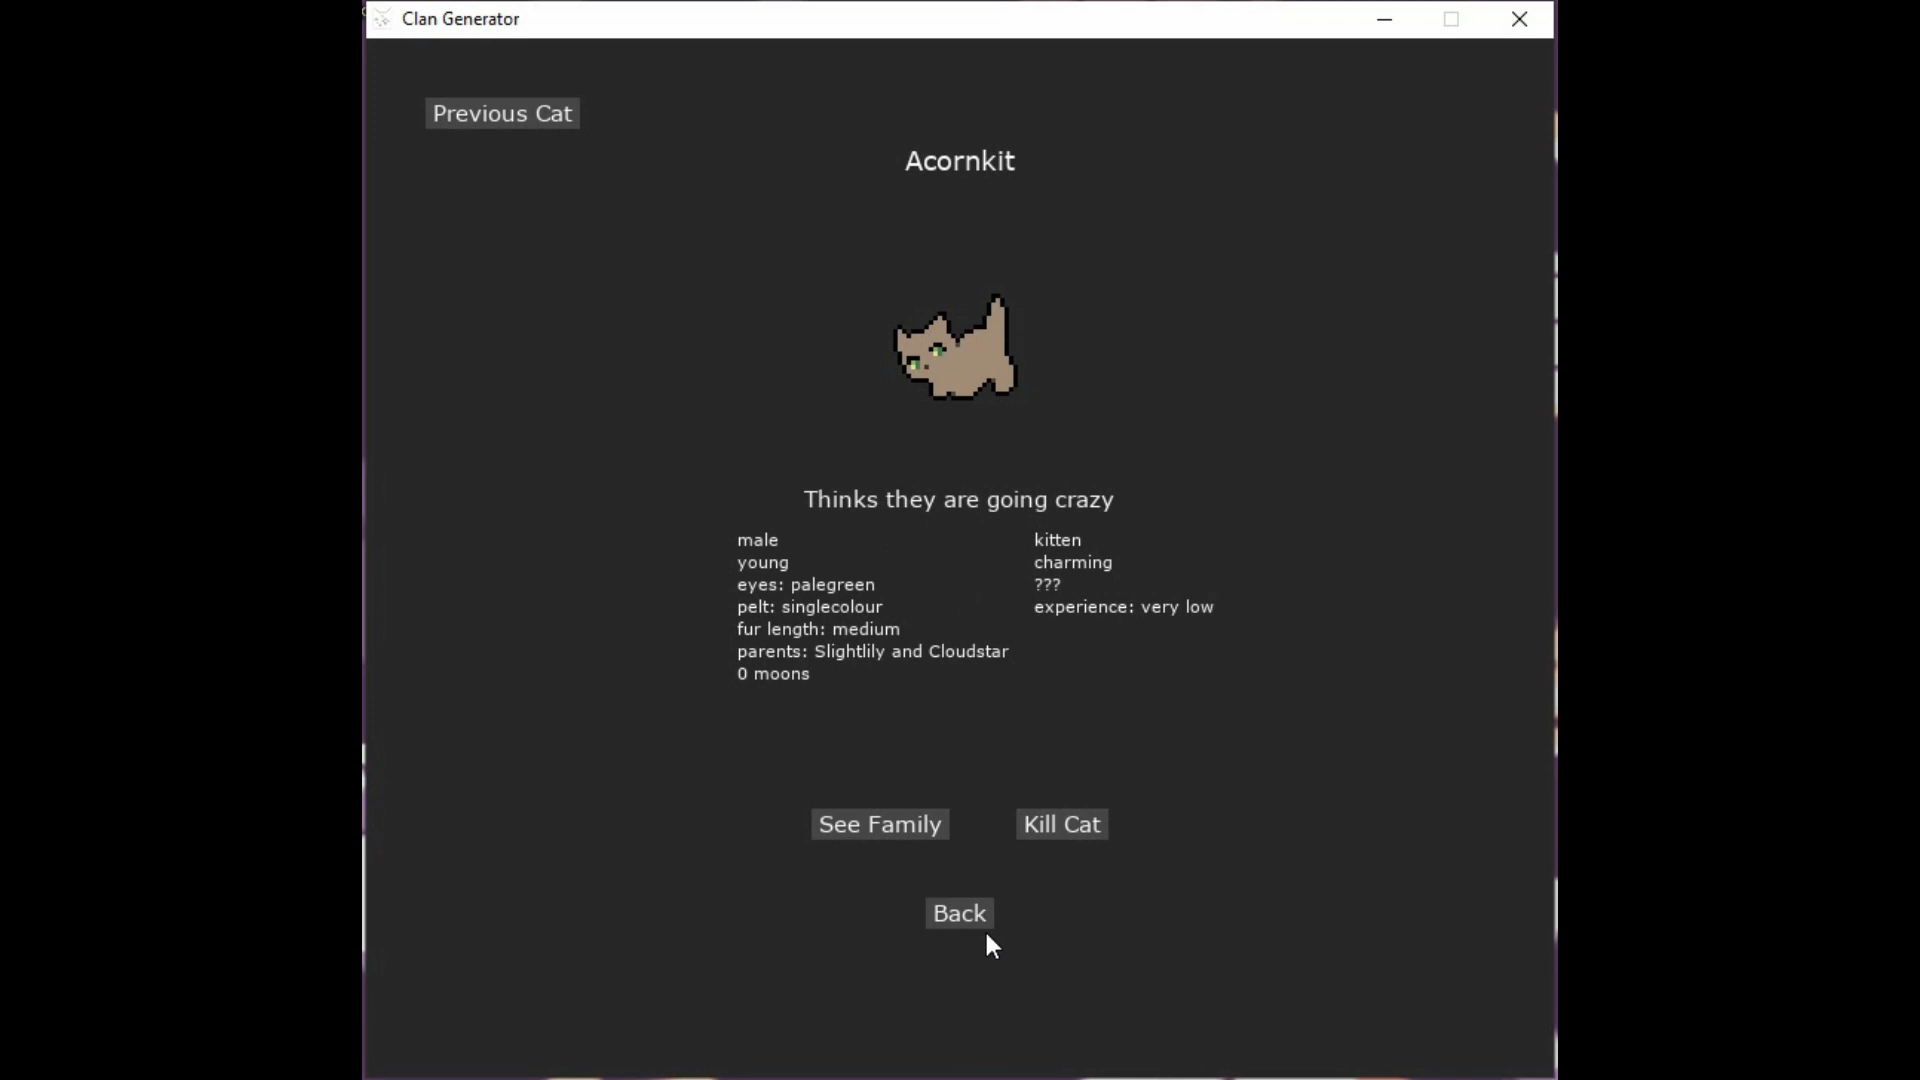 Clan Generator
Previous Cat
Acornkit
Thinks they are going crazy
male
young
eyes: palegreen
pelt: singlecolour
fur length: medium
parents: Slightlily and Cloudstar
0 moons
kitten
charming
???
experience: very low
See Family
Kill Cat
Back